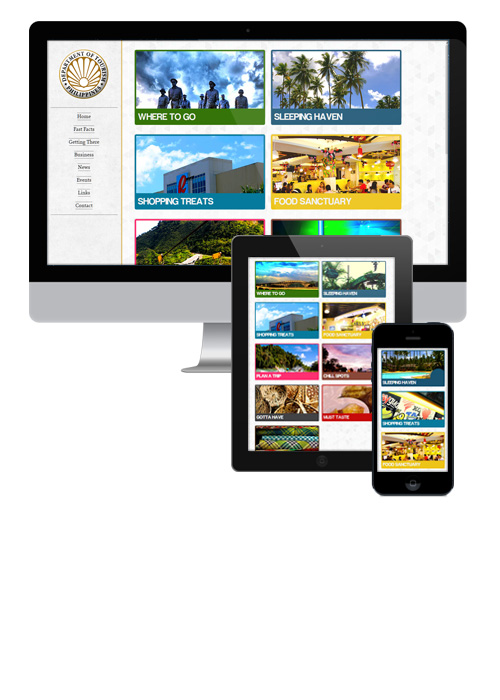 DEPARTMENT OF TOURISM
PHILIPPINES
Home
Fast Facts
Getting There
Business
News
Events
Links
Contact
WHERE TO GO
SLEEPING HAVEN
SHOPPING TREATS
FOOD SANCTUARY
WHERE TO GO
SLEEPING HAVEN
SHOPPING TREATS
FOOD SANCTUARY
PLAN A TRIP
CHILL SPOTS
GOTTA HAVE
MUST TASTE
SLEEPING HAVEN
SHOPPING TREATS
FOOD SANCTUARY